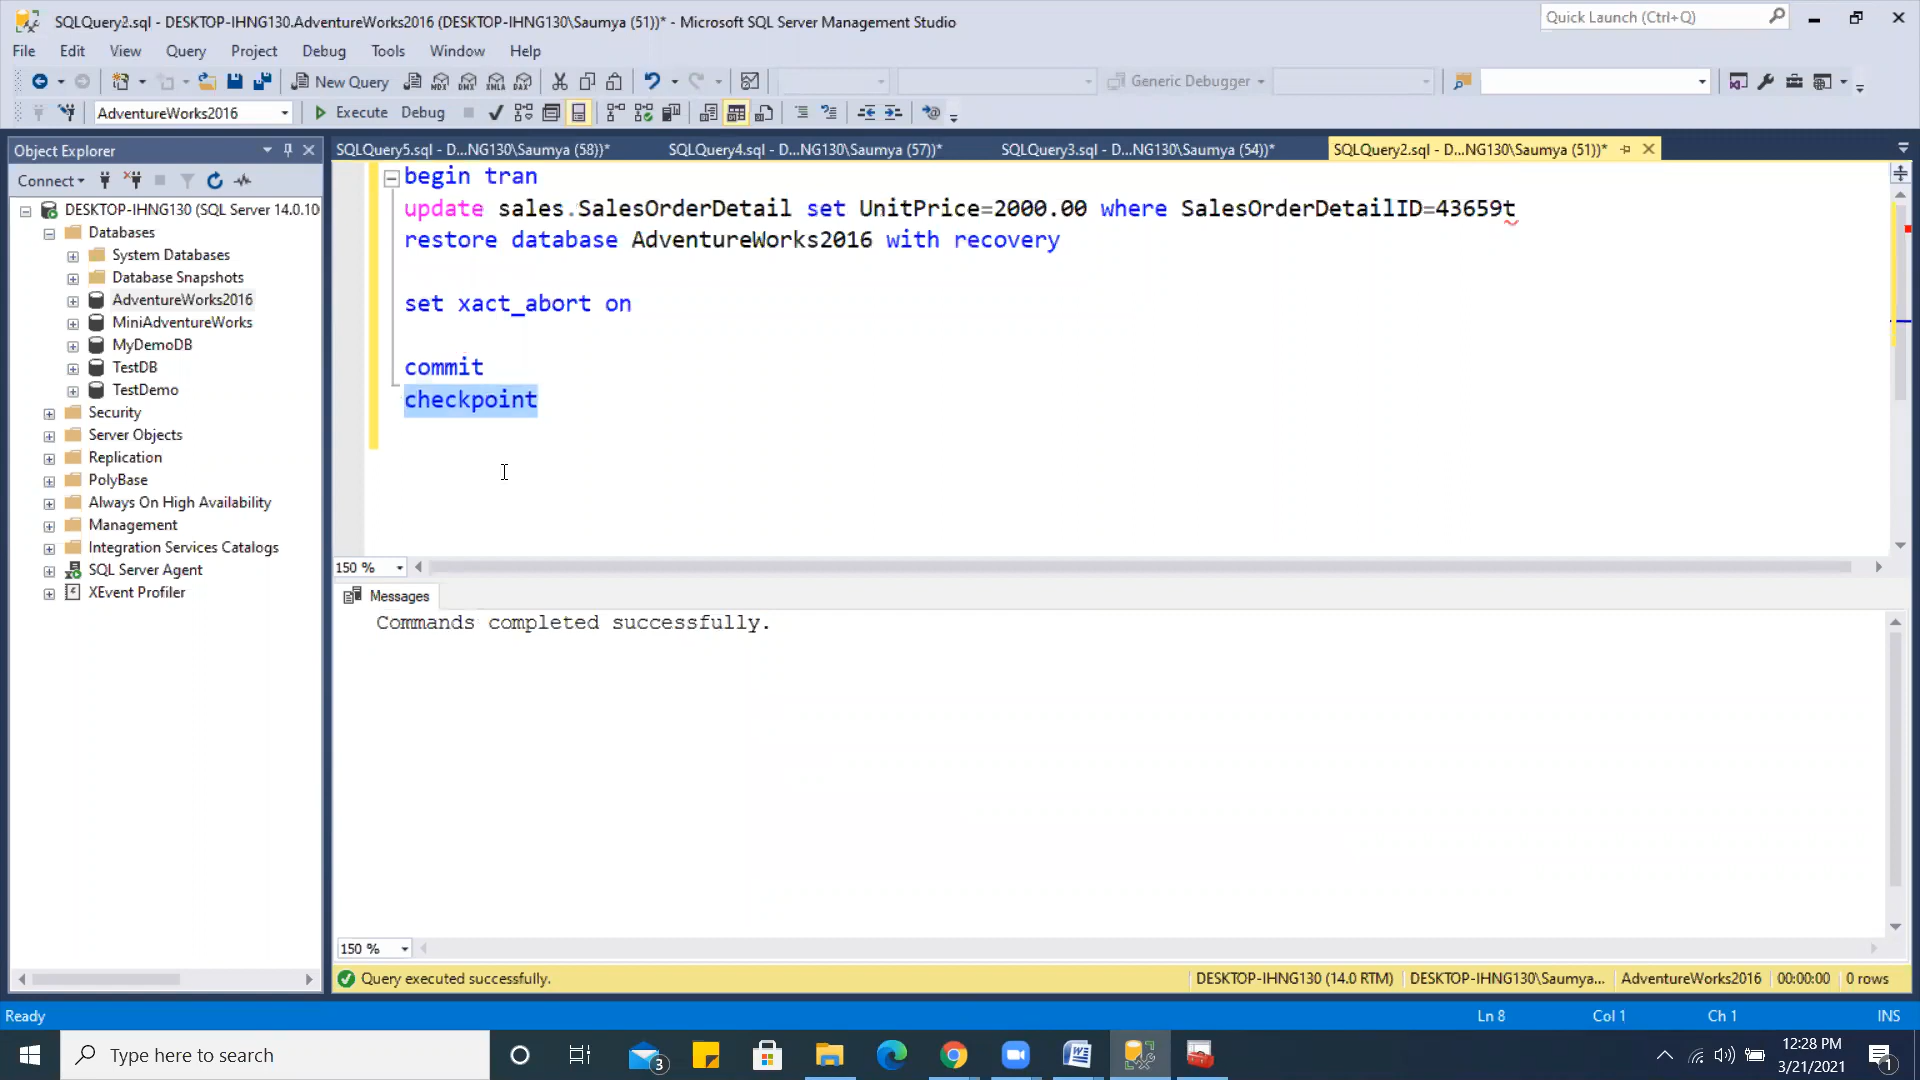 SQLQuery2.sql - DESKTOP-IHNG130.AdventureWorks2016 (DESKTOP-IHNG130\Saumya (51))* - Microsoft SQL Server Management Studio
Quick Launch (Ctrl+Q)
File Edit View Query Project Debug Tools Window Help
New Query
MDX DMX XMLA DAX
Generic Debugger
AdventureWorks2016
Execute Debug
Object Explorer
SQLQuery5.sql - D...NG130\Saumya (58))*
SQLQuery4.sql - D...NG130\Saumya (57))*
SQLQuery3.sql - D...NG130\Saumya (54))*
SQLQuery2.sql - D...NG130\Saumya (51))*
Connect
DESKTOP-IHNG130 (SQL Server 14.0.10
Databases
System Databases
Database Snapshots
AdventureWorks2016
MiniAdventureWorks
MyDemoDB
TestDB
TestDemo
Security
Server Objects
Replication
PolyBase
Always On High Availability
Management
Integration Services Catalogs
SQL Server Agent
XEvent Profiler
begin tran
update sales.SalesOrderDetail set UnitPrice=2000.00 where SalesOrderDetailID=43659t
restore database AdventureWorks2016 with recovery
set xact_abort on
commit
checkpoint
150 %
Messages
Commands completed successfully.
150 %
Query executed successfully.
DESKTOP-IHNG130 (14.0 RTM)
DESKTOP-IHNG130\Saumya...
AdventureWorks2016
00:00:00
0 rows
Ready
Ln 8
Col 1
Ch 1
INS
Type here to search
3
12:28 PM
3/21/2021
1